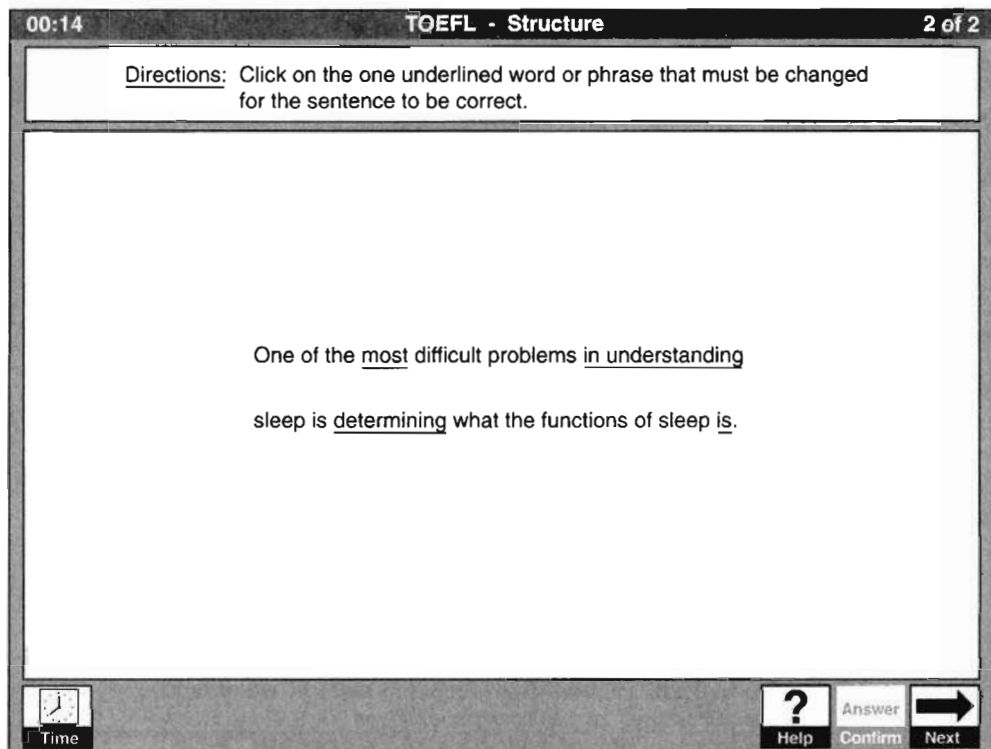 00:14 TOEFL - Structure 2 of 2
Directions: Click on the one underlined word or phrase that must be changed
for the sentence to be correct.
One of the most difficult problems in understanding
sleep is determining what the functions of sleep is.
Time
? Answer
Help Confirm Next